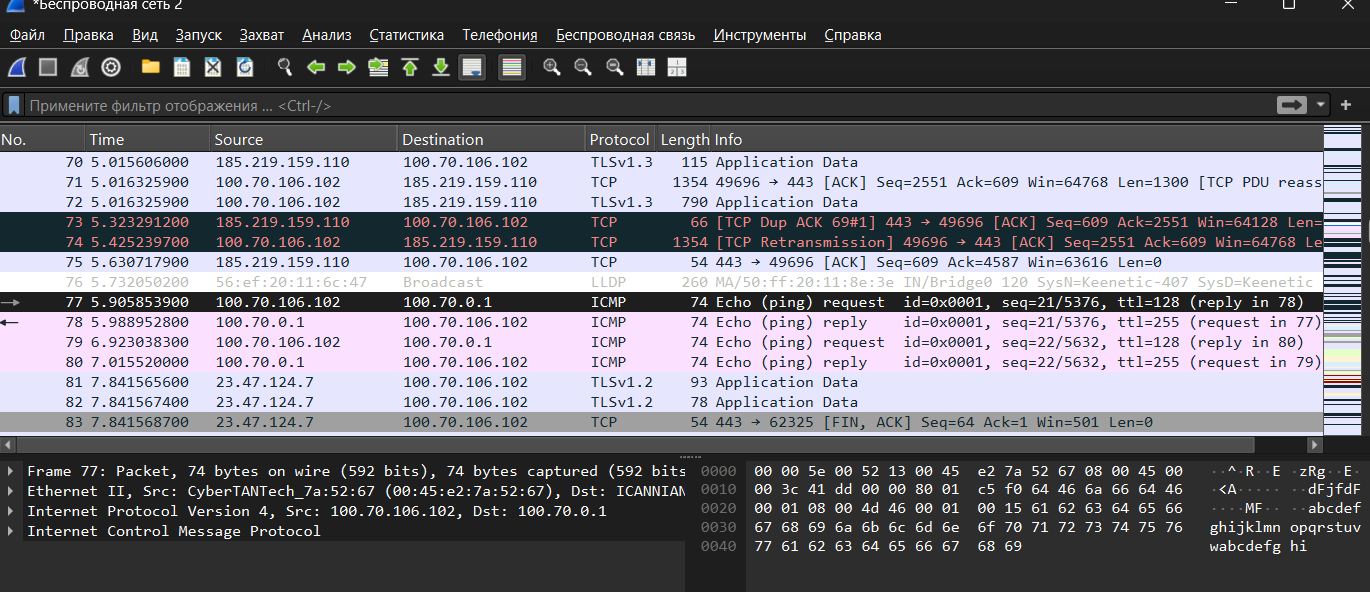 *Беспроводная сеть 2
Файл Правка Вид Запуск Захват Анализ Статистика Телефония Беспроводная связь Инструменты Справка
Примените фильтр отображения ... <Ctrl-/>
No. Time Source Destination Protocol Length Info
70 5.015606000 185.219.159.110 100.70.106.102 TLSv1.3 115 Application Data
71 5.016325900 100.70.106.102 185.219.159.110 TCP 1354 49696 → 443 [ACK] Seq=2551 Ack=609 Win=64768 Len=1300 [TCP PDU reass
72 5.016325900 100.70.106.102 185.219.159.110 TLSv1.3 790 Application Data
73 5.323291200 185.219.159.110 100.70.106.102 TCP 66 [TCP Dup ACK 69#1] 443 → 49696 [ACK] Seq=609 Ack=2551 Win=64128 Len=
74 5.425239700 100.70.106.102 185.219.159.110 TCP 1354 [TCP Retransmission] 49696 → 443 [ACK] Seq=2551 Ack=609 Win=64768 Le
75 5.630717900 185.219.159.110 100.70.106.102 TCP 54 443 → 49696 [ACK] Seq=609 Ack=4587 Win=63616 Len=0
76 5.732050200 56:ef:20:11:6c:47 Broadcast LLDP 260 MA/50:ff:20:11:8e:3e IN/Bridge0 120 SysN=Keenetic-407 SysD=Keenetic
77 5.905853900 100.70.106.102 100.70.0.1 ICMP 74 Echo (ping) request id=0x0001, seq=21/5376, ttl=128 (reply in 78)
78 5.988952800 100.70.0.1 100.70.106.102 ICMP 74 Echo (ping) reply id=0x0001, seq=21/5376, ttl=255 (request in 77)
79 6.923038300 100.70.106.102 100.70.0.1 ICMP 74 Echo (ping) request id=0x0001, seq=22/5632, ttl=128 (reply in 80)
80 7.015520000 100.70.0.1 100.70.106.102 ICMP 74 Echo (ping) reply id=0x0001, seq=22/5632, ttl=255 (request in 79)
81 7.841565600 23.47.124.7 100.70.106.102 TLSv1.2 93 Application Data
82 7.841567400 23.47.124.7 100.70.106.102 TLSv1.2 78 Application Data
83 7.841568700 23.47.124.7 100.70.106.102 TCP 54 443 → 62325 [FIN, ACK] Seq=64 Ack=1 Win=501 Len=0
Frame 77: Packet, 74 bytes on wire (592 bits), 74 bytes captured (592 bits
Ethernet II, Src: CyberTANTech_7a:52:67 (00:45:e2:7a:52:67), Dst: ICANNIAN
Internet Protocol Version 4, Src: 100.70.106.102, Dst: 100.70.0.1
Internet Control Message Protocol
0000 00 00 5e 00 52 13 00 45 e2 7a 52 67 08 00 45 00 ··^·R··E ·zRg··E·
0010 00 3c 41 dd 00 00 80 01 c5 f0 64 46 6a 66 64 46 ·<A····· ··dFjfdF
0020 00 01 08 00 4d 46 00 01 00 15 61 62 63 64 65 66 ····MF·· ··abcdef
0030 67 68 69 6a 6b 6c 6d 6e 6f 70 71 72 73 74 75 76 ghijklmn opqrstuv
0040 77 61 62 63 64 65 66 67 68 69 wabcdefg hi